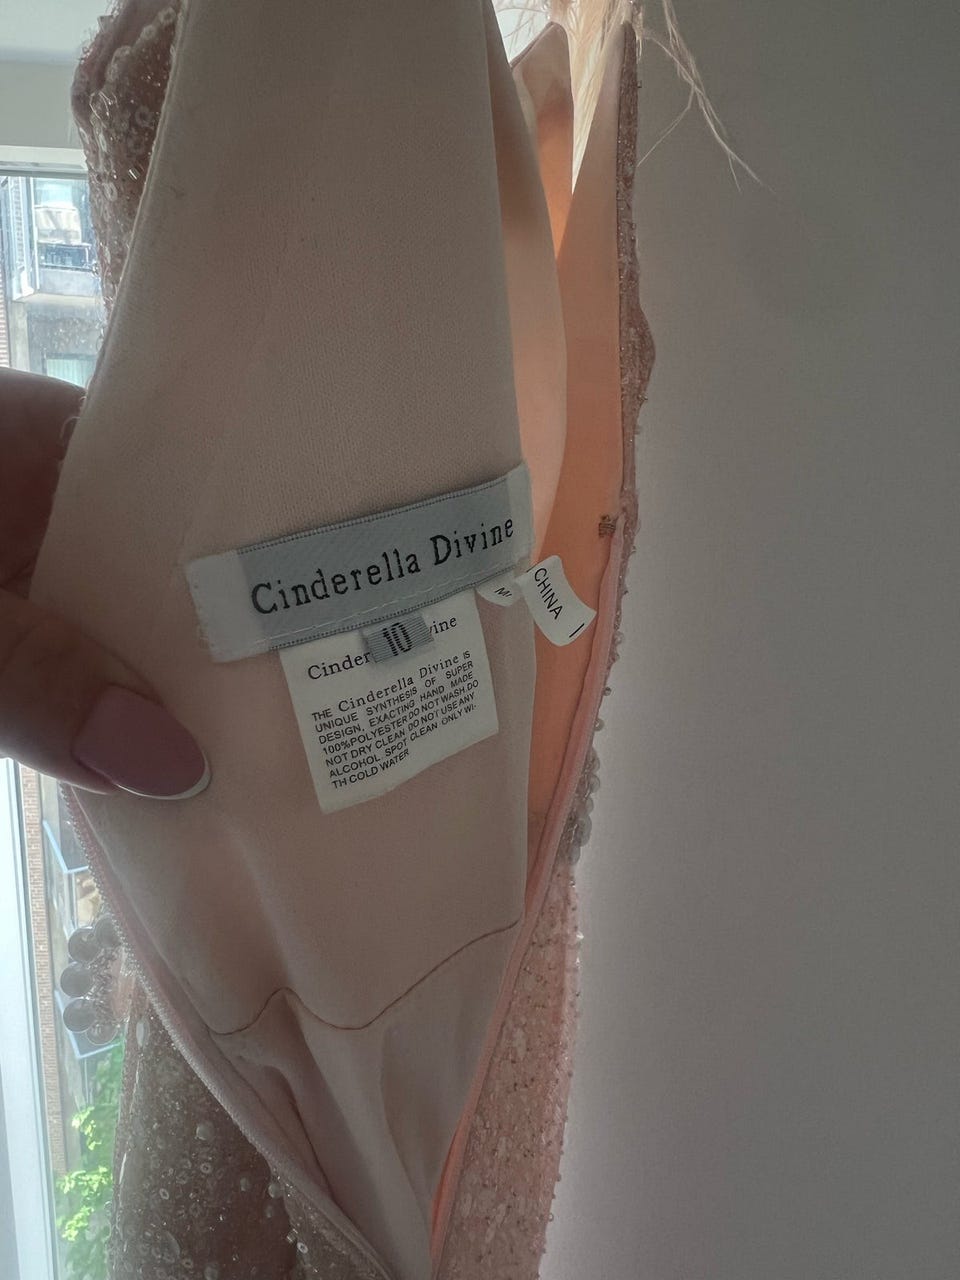 Cinderella Divine
M
CHINA
10
Cinder vine
THE Cinderella Divine IS
UNIQUE SYNTHESIS OF SUPER
DESIGN, EXACTING HAND MADE
100%POLYESTER DO NOT WASH.DO
NOT DRY CLEAN DO NOT USE ANY
ALCOHOL. SPOT CLEAN ONLY WI-
TH COLD WATER